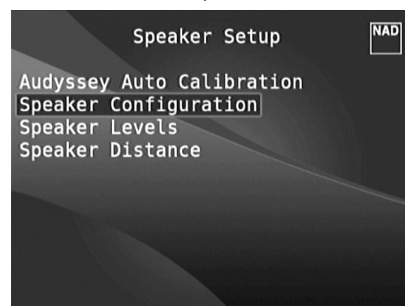 Speaker Setup
NAD
Audyssey Auto Calibration
Speaker Configuration
Speaker Levels
Speaker Distance